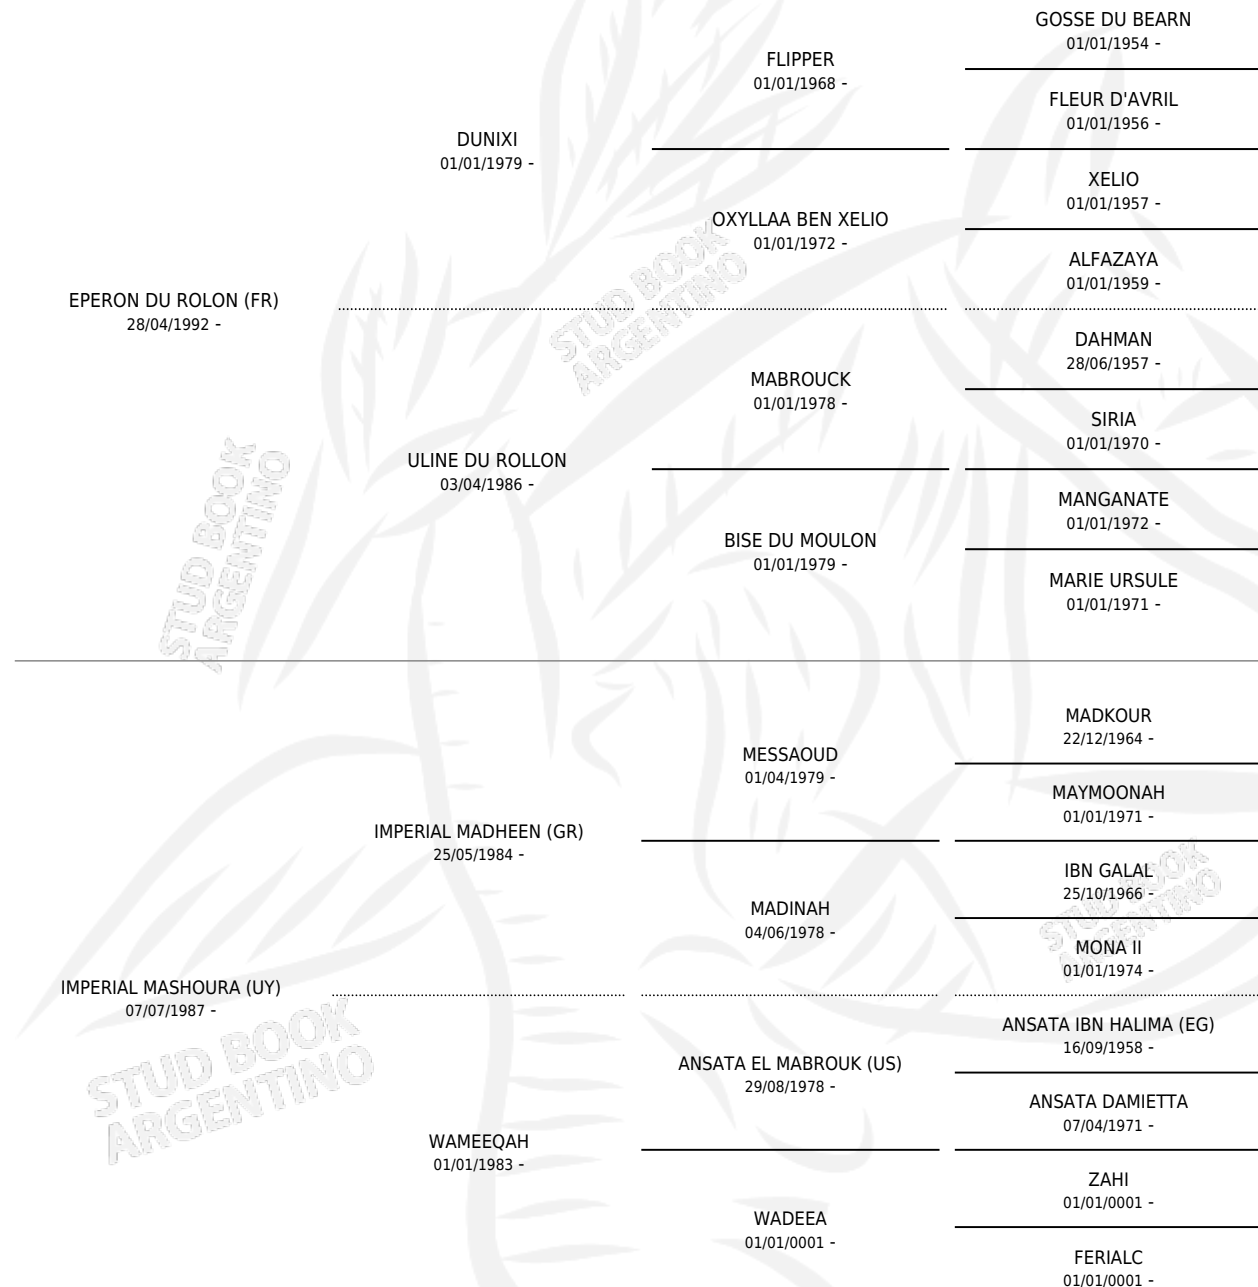 GOSSE DU BEARN
01/01/1954 -
FLIPPER
01/01/1968 -
FLEUR D'AVRIL
01/01/1956 -
DUNIXI
01/01/1979 -
XELIO
01/01/1957 -
OXYLLAA BEN XELIO
01/01/1972 -
ALFAZAYA
01/01/1959 -
EPERON DU ROLON (FR)
28/04/1992 -
DAHMAN
28/06/1957 -
MABROUCK
01/01/1978 -
SIRIA
01/01/1970 -
ULINE DU ROLLON
03/04/1986 -
MANGANATE
01/01/1972 -
BISE DU MOULON
01/01/1979 -
MARIE URSULE
01/01/1971 -
MADKOUR
22/12/1964 -
MESSAOUD
01/04/1979 -
MAYMOONAH
01/01/1971 -
IMPERIAL MADHEEN (GR)
25/05/1984 -
IBN GALAL
25/10/1966 -
MADINAH
04/06/1978 -
MONA II
01/01/1974 -
IMPERIAL MASHOURA (UY)
07/07/1987 -
ANSATA IBN HALIMA (EG)
16/09/1958 -
ANSATA EL MABROUK (US)
29/08/1978 -
ANSATA DAMIETTA
07/04/1971 -
WAMEEQAH
01/01/1983 -
ZAHI
01/01/0001 -
WADEEA
01/01/0001 -
FERIALC
01/01/0001 -
STUD BOOK
ARGENTINO
STUD BOOK
ARGENTINO
STUD BOOK
ARGENTINO
STUD BOOK
ARGENTINO